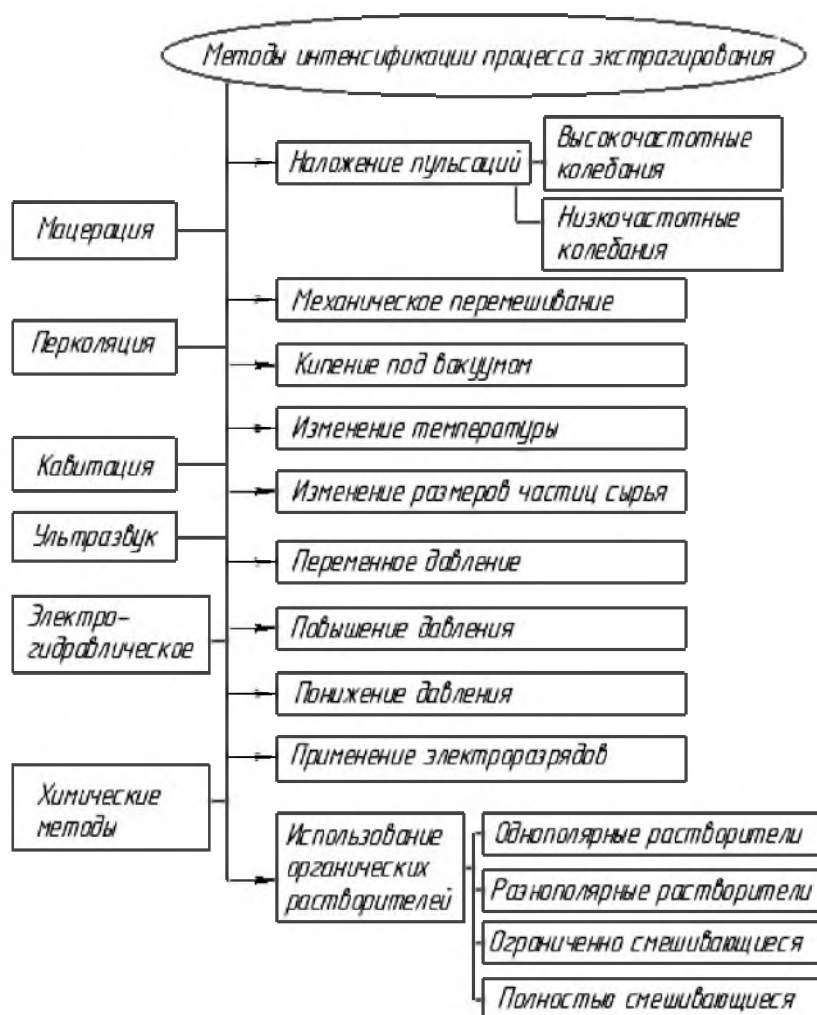 Методы интенсификации процесса экстрагирования
Наложение пульсаций
Высокочастотные
колебания
Низкочастотные
колебания
Мацерация
Механическое перемешивание
Перколяция
Кипение под вакуумом
Изменение температуры
Кавитация
Изменение размеров частиц сырья
Ультразвук
Переменное давление
Электро-
гидравлическое
Повышение давления
Понижение давления
Применение электроразрядов
Химические
методы
Использование
органических
растворителей
Однополярные растворители
Разнополярные растворители
Ограниченно смешивающиеся
Полностью смешивающиеся